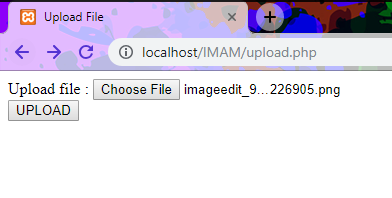 Upload File
localhost/IMAM/upload.php
Upload file : Choose File imageedit_9...226905.png
UPLOAD